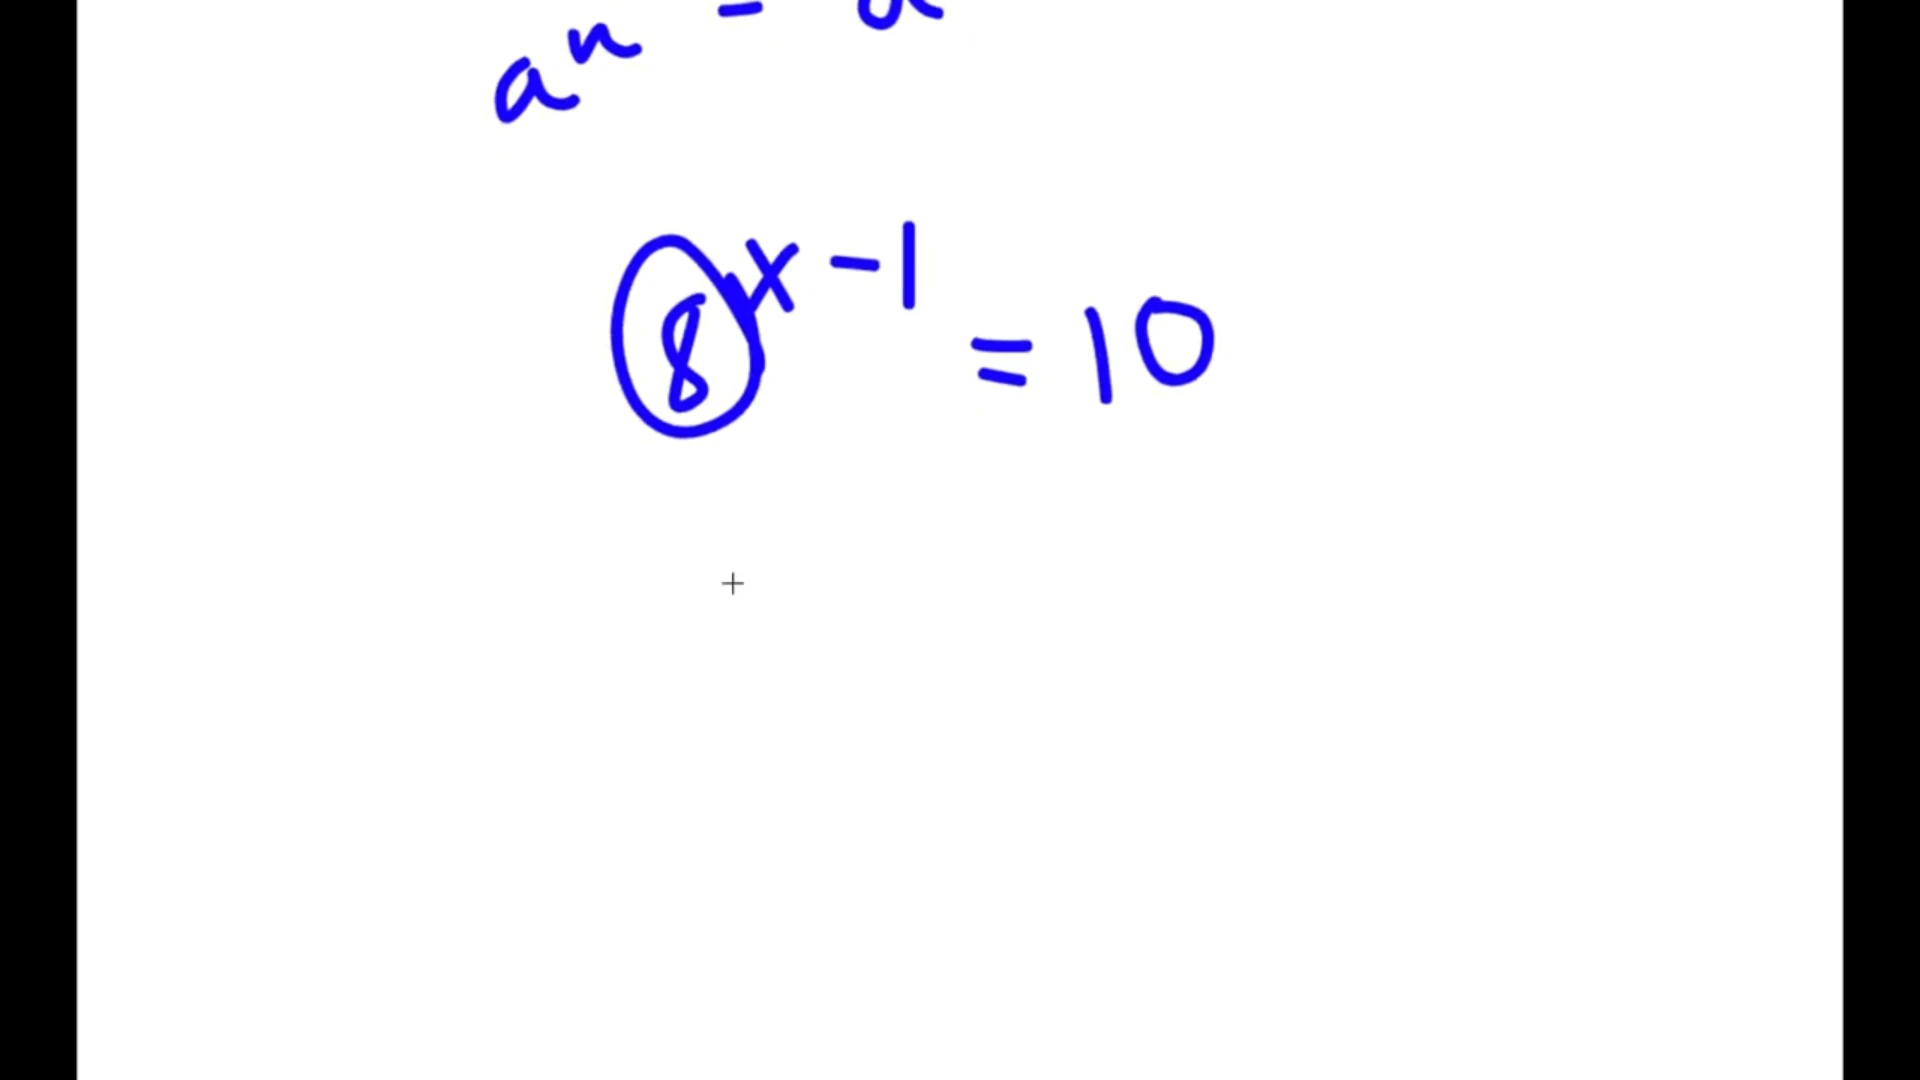 aⁿ =
8ˣ⁻¹ = 10